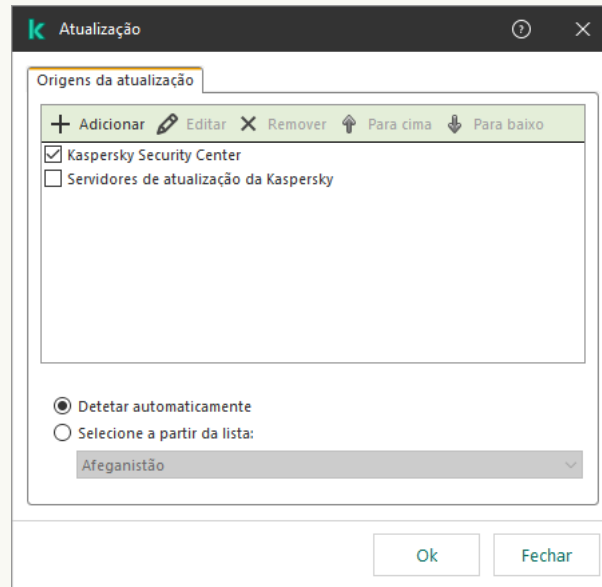 Atualização
Origens da atualização
Adicionar Editar Remover Para cima Para baixo
Kaspersky Security Center
Servidores de atualização da Kaspersky
Detetar automaticamente
Selecione a partir da lista:
Afeganistão
Ok Fechar